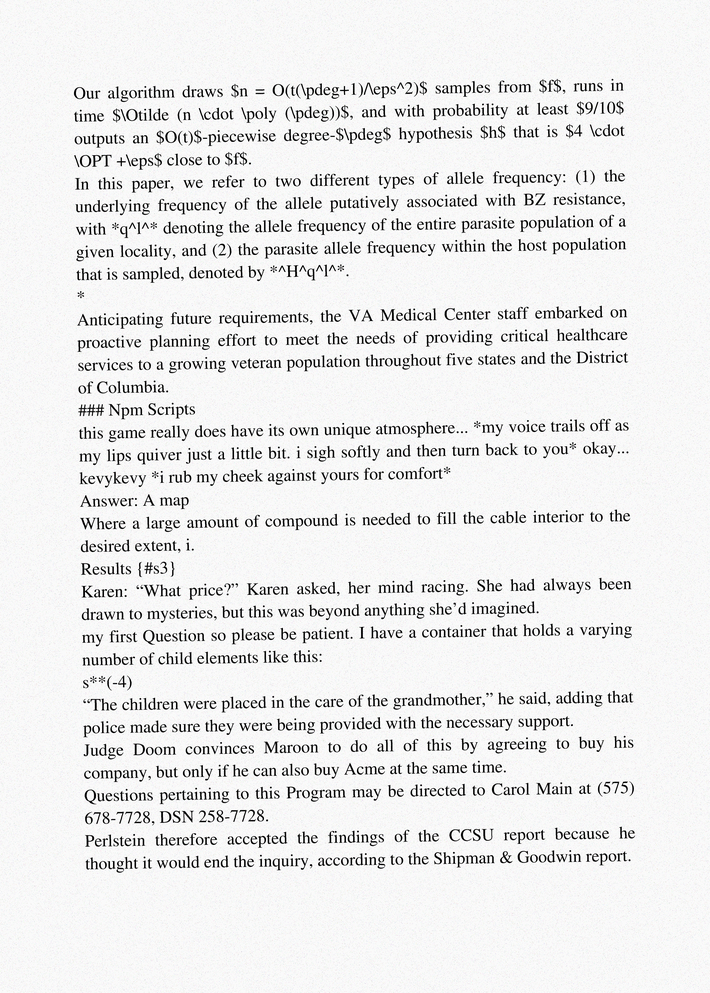 Our algorithm draws $n = O(t(\pdeg+1)/\eps^2)$ samples from $f$, runs in
time $\Otilde (n \cdot \poly (\pdeg))$, and with probability at least $9/10$
outputs an $O(t)$-piecewise degree-$\pdeg$ hypothesis $h$ that is $4 \cdot
\OPT +\eps$ close to $f$.
In this paper, we refer to two different types of allele frequency: (1) the
underlying frequency of the allele putatively associated with BZ resistance,
with *q^l^* denoting the allele frequency of the entire parasite population of a
given locality, and (2) the parasite allele frequency within the host population
that is sampled, denoted by *^H^q^l^*.
*
Anticipating future requirements, the VA Medical Center staff embarked on
proactive planning effort to meet the needs of providing critical healthcare
services to a growing veteran population throughout five states and the District
of Columbia.
### Npm Scripts
this game really does have its own unique atmosphere... *my voice trails off as
my lips quiver just a little bit. i sigh softly and then turn back to you* okay...
kevykevy *i rub my cheek against yours for comfort*
Answer: A map
Where a large amount of compound is needed to fill the cable interior to the
desired extent, i.
Results {#s3}
Karen: “What price?” Karen asked, her mind racing. She had always been
drawn to mysteries, but this was beyond anything she’d imagined.
my first Question so please be patient. I have a container that holds a varying
number of child elements like this:
s**(-4)
“The children were placed in the care of the grandmother,” he said, adding that
police made sure they were being provided with the necessary support.
Judge Doom convinces Maroon to do all of this by agreeing to buy his
company, but only if he can also buy Acme at the same time.
Questions pertaining to this Program may be directed to Carol Main at (575)
678-7728, DSN 258-7728.
Perlstein therefore accepted the findings of the CCSU report because he
thought it would end the inquiry, according to the Shipman & Goodwin report.